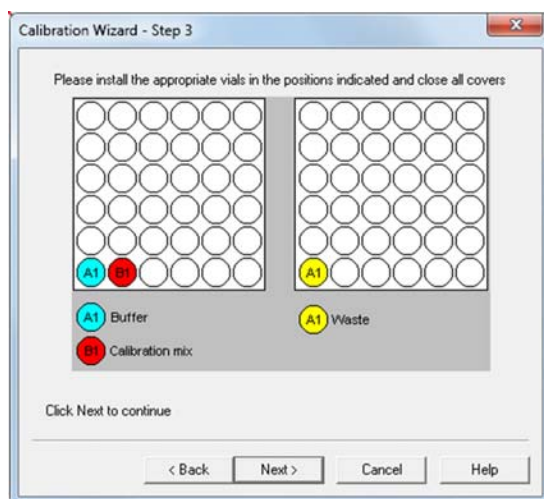 Calibration Wizard - Step 3
Please install the appropriate vials in the positions indicated and close all covers
A1 B1 A1
A1 Buffer
A1 Waste
B1 Calibration mix
Click Next to continue
< Back Next > Cancel Help